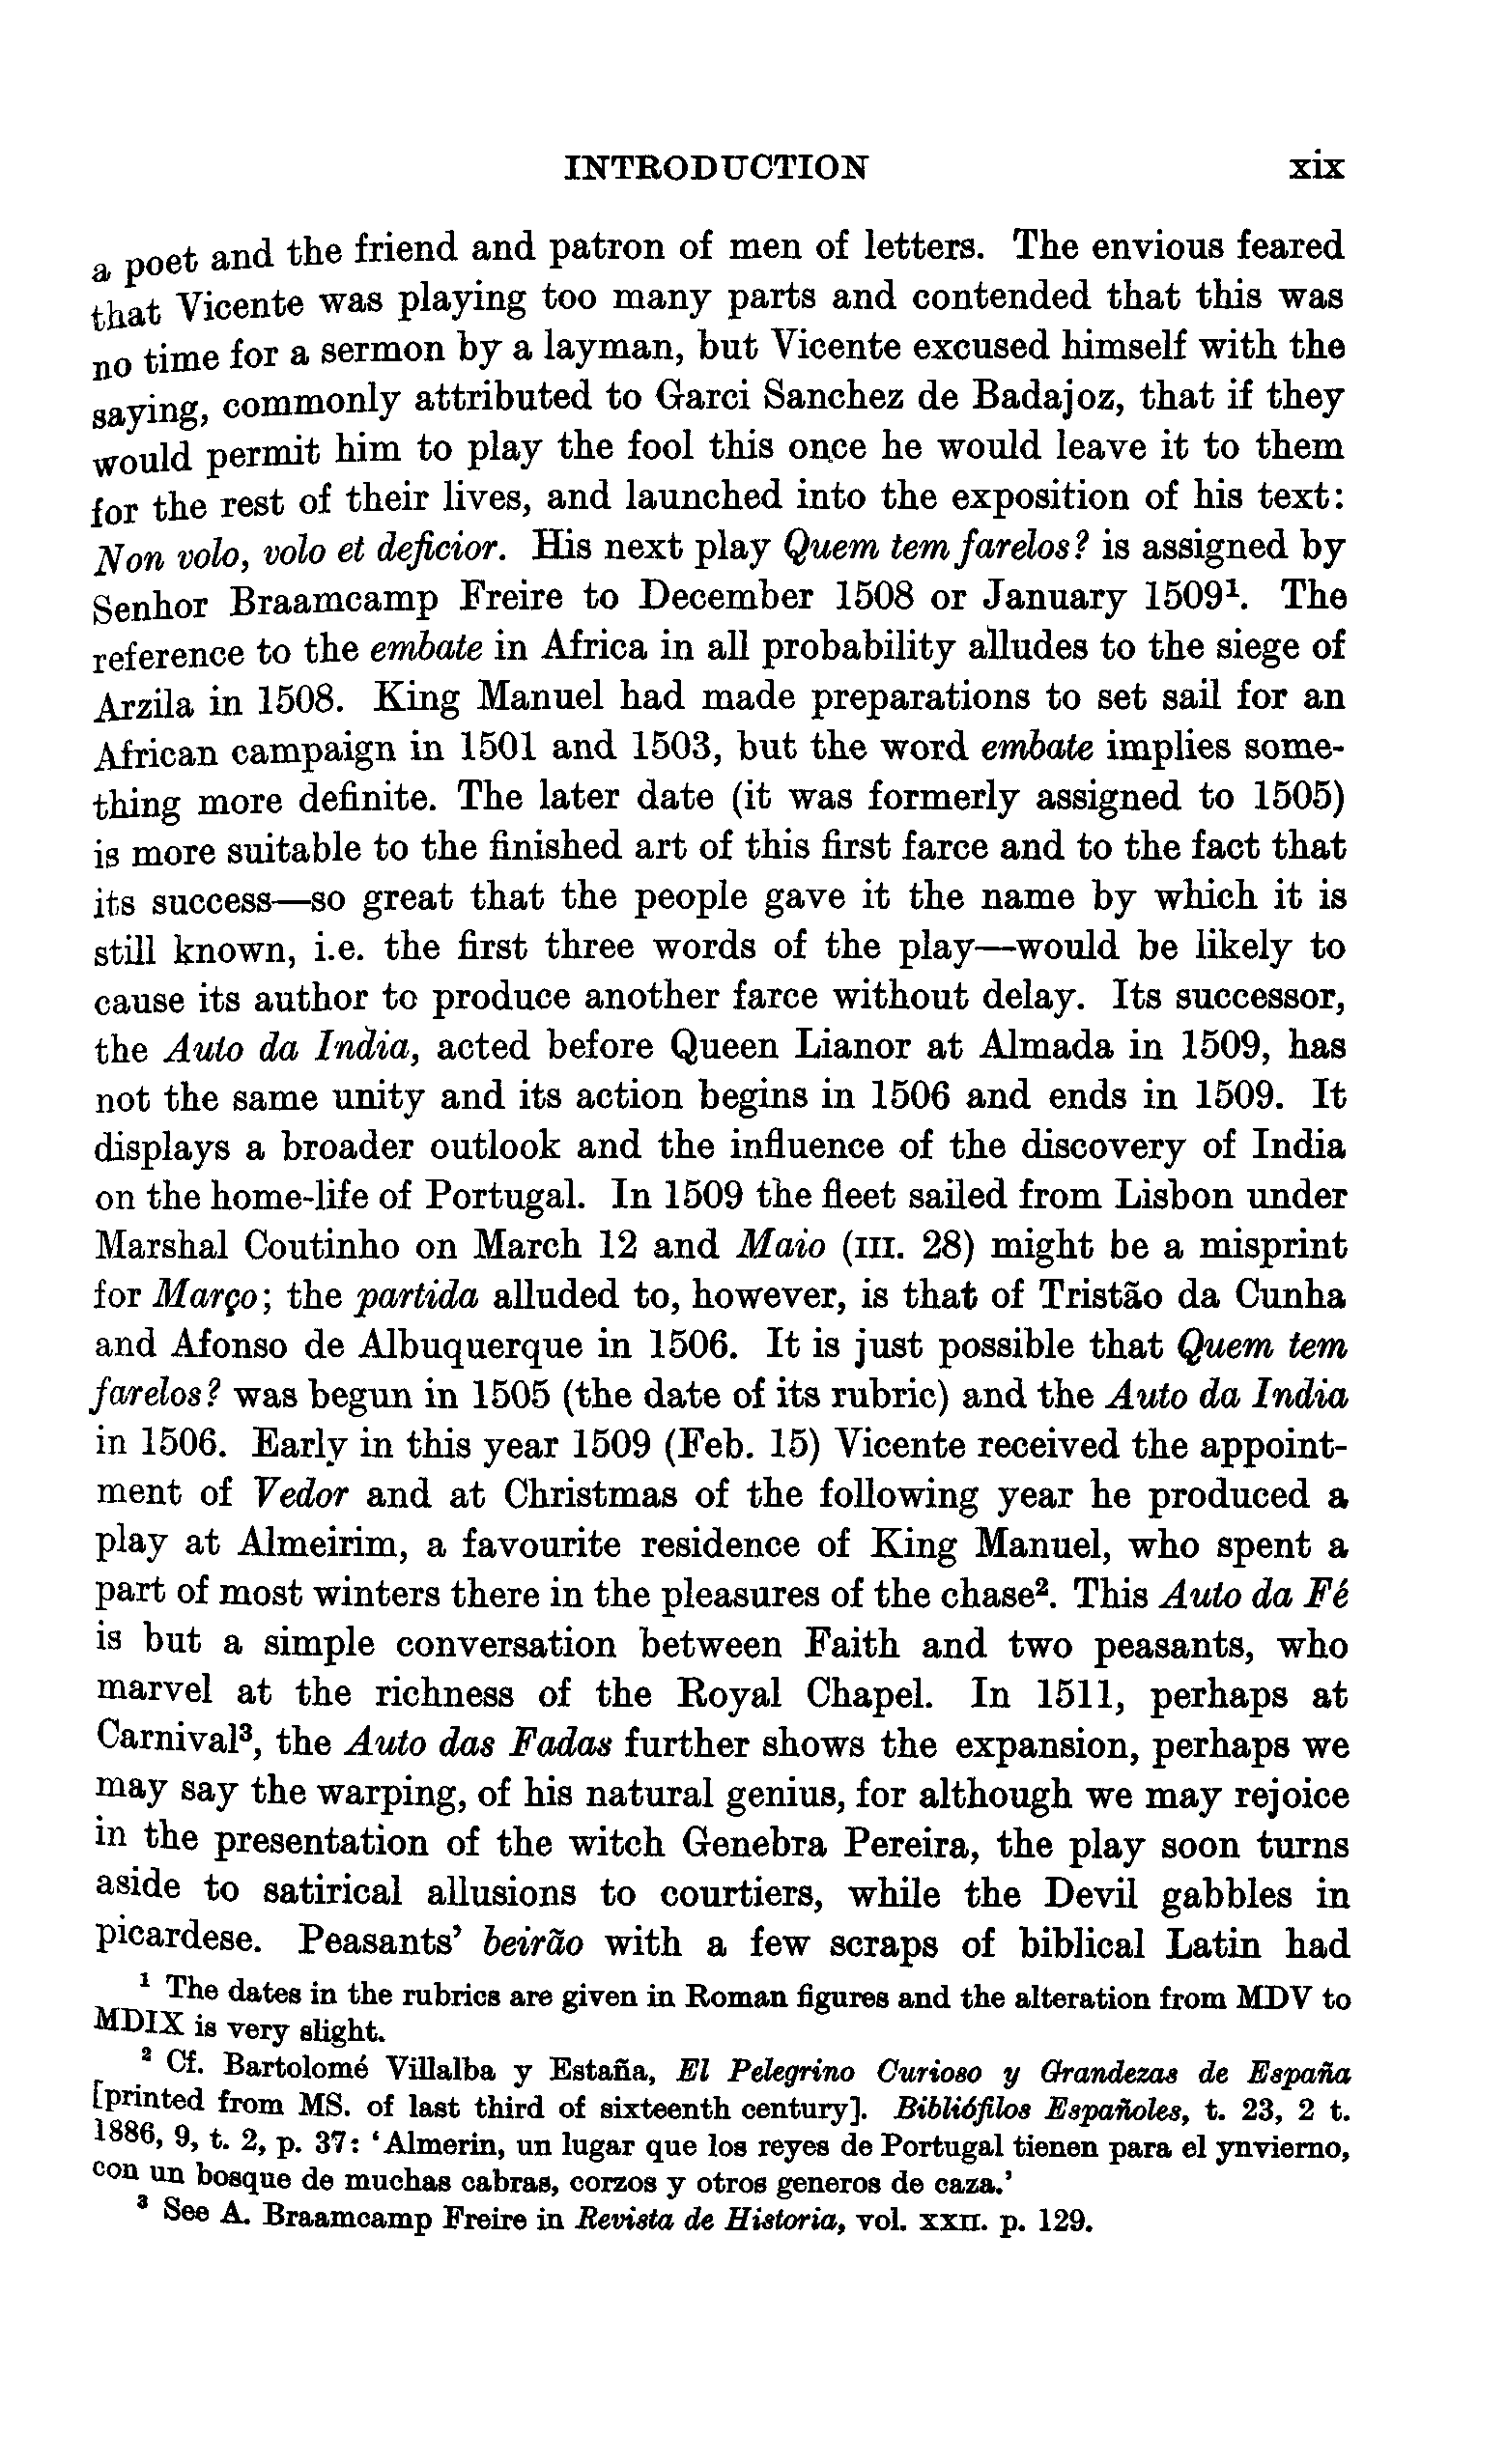 INTRODUCTION xix
a poet and the friend and patron of men of letters. The envious feared
that Vicente was playing too many parts and contended that this was
no time for a sermon by a layman, but Vicente excused himself with the
saying, commonly attributed to Garci Sanchez de Badajoz, that if they
would permit him to play the fool this once he would leave it to them
for the rest of their lives, and launched into the exposition of his text:
Non volo, volo et deficior. His next play Quem tem farelos? is assigned by
Senhor Braamcamp Freire to December 1508 or January 1509¹. The
reference to the embate in Africa in all probability alludes to the siege of
Arzila in 1508. King Manuel had made preparations to set sail for an
African campaign in 1501 and 1503, but the word embate implies some-
thing more definite. The later date (it was formerly assigned to 1505)
is more suitable to the finished art of this first farce and to the fact that
its success—so great that the people gave it the name by which it is
still known, i.e. the first three words of the play—would be likely to
cause its author to produce another farce without delay. Its successor,
the Auto da India, acted before Queen Lianor at Almada in 1509, has
not the same unity and its action begins in 1506 and ends in 1509. It
displays a broader outlook and the influence of the discovery of India
on the home-life of Portugal. In 1509 the fleet sailed from Lisbon under
Marshal Coutinho on March 12 and Maio (III. 28) might be a misprint
for Março; the partida alluded to, however, is that of Tristão da Cunha
and Afonso de Albuquerque in 1506. It is just possible that Quem tem
farelos? was begun in 1505 (the date of its rubric) and the Auto da India
in 1506. Early in this year 1509 (Feb. 15) Vicente received the appoint-
ment of Vedor and at Christmas of the following year he produced a
play at Almeirim, a favourite residence of King Manuel, who spent a
part of most winters there in the pleasures of the chase². This Auto da Fé
is but a simple conversation between Faith and two peasants, who
marvel at the richness of the Royal Chapel. In 1511, perhaps at
Carnival³, the Auto das Fadas further shows the expansion, perhaps we
may say the warping, of his natural genius, for although we may rejoice
in the presentation of the witch Genebra Pereira, the play soon turns
aside to satirical allusions to courtiers, while the Devil gabbles in
picardese. Peasants' beirão with a few scraps of biblical Latin had
¹ The dates in the rubrics are given in Roman figures and the alteration from MDV to
MDIX is very slight.
² Cf. Bartolomé Villalba y Estaña, El Pelegrino Curioso y Grandezas de España
[printed from MS. of last third of sixteenth century]. Bibliófilos Españoles, t. 23, 2 t.
1886, 9, t. 2, p. 37: 'Almerin, un lugar que los reyes de Portugal tienen para el ynvierno,
con un bosque de muchas cabras, corzos y otros generos de caza.'
³ See A. Braamcamp Freire in Revista de Historia, vol. XXII. p. 129.